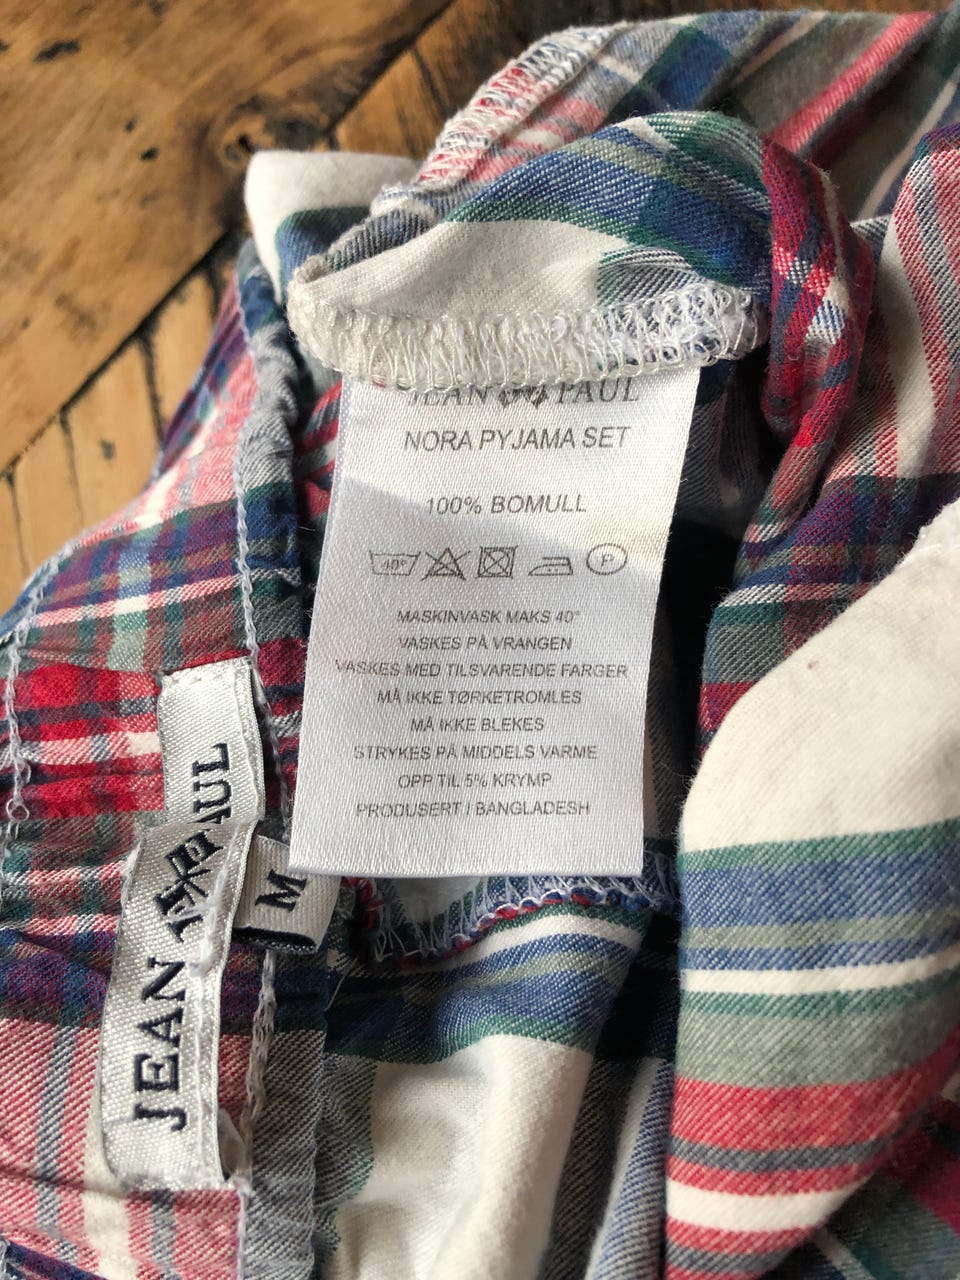 JEAN PAUL
NORA PYJAMA SET
100% BOMULL
40° P
MASKINVASK MAKS 40°
VASKES PÅ VRANGEN
VASKES MED TILSVARENDE FARGER
MÅ IKKE TØRKETROMLES
MÅ IKKE BLEKES
STRYKES PÅ MIDDELS VARME
OPP TIL 5% KRYMP
PRODUSERT I BANGLADESH
JEAN PAUL
M